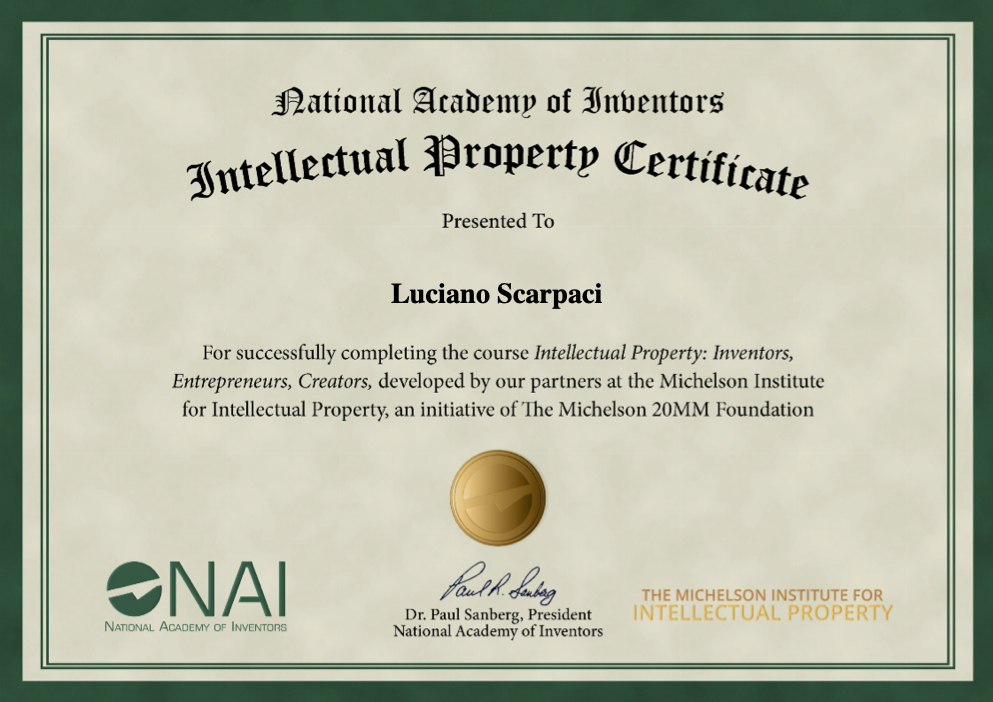 National Academy of Inventors
Intellectual Property Certificate
Presented To
Luciano Scarpaci
For successfully completing the course Intellectual Property: Inventors,
Entrepreneurs, Creators, developed by our partners at the Michelson Institute
for Intellectual Property, an initiative of The Michelson 20MM Foundation
NAI
NATIONAL ACADEMY OF INVENTORS
Paul R. Sanberg
Dr. Paul Sanberg, President
National Academy of Inventors
THE MICHELSON INSTITUTE FOR
INTELLECTUAL PROPERTY